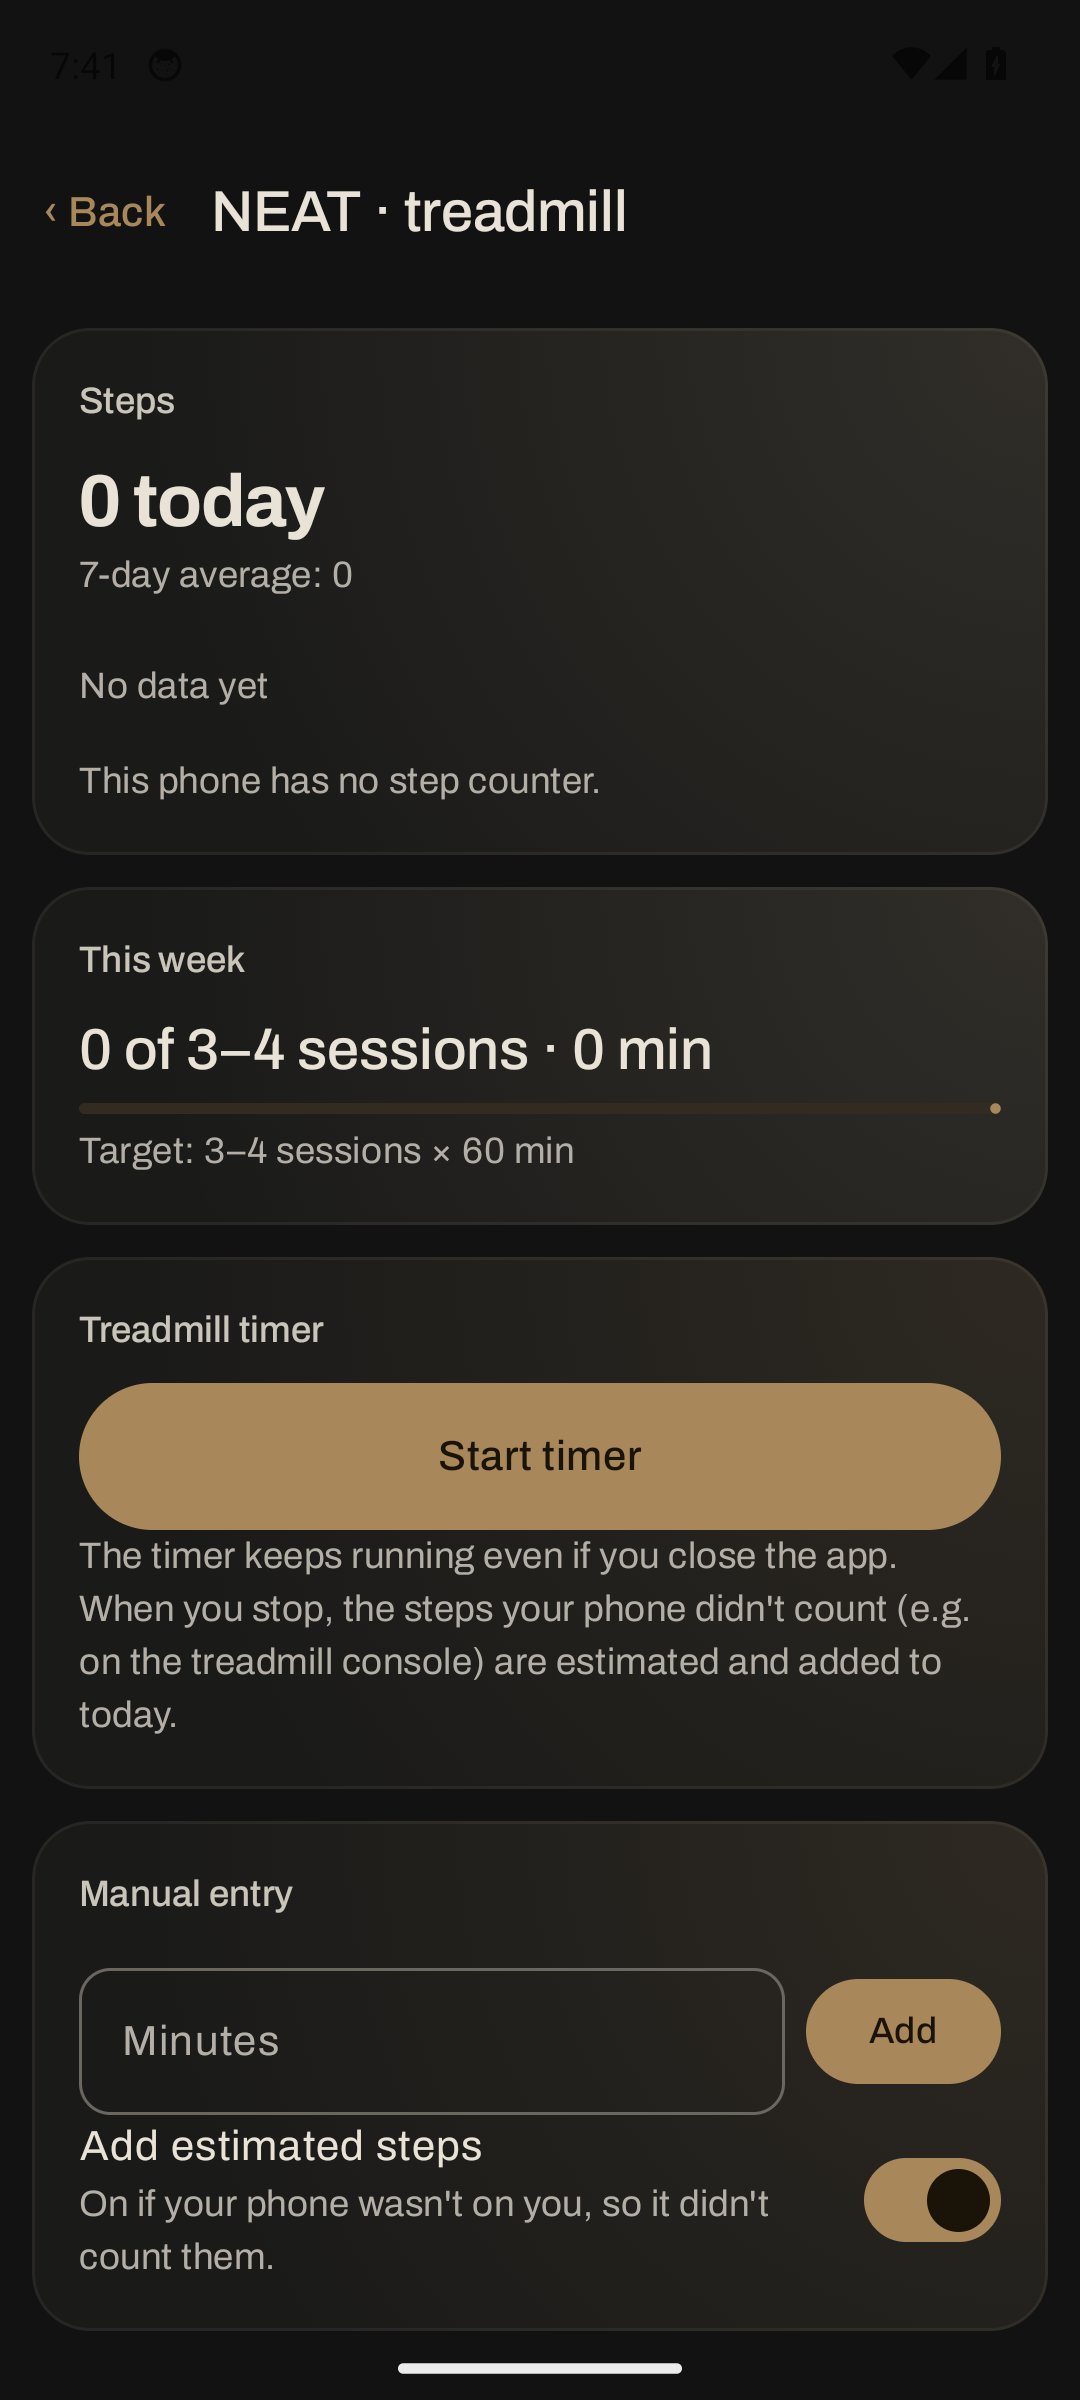 7:41
‹ Back
NEAT · treadmill
Steps
0 today
7-day average: 0
No data yet
This phone has no step counter.
This week
0 of 3–4 sessions · 0 min
Target: 3–4 sessions × 60 min
Treadmill timer
Start timer
The timer keeps running even if you close the app.
When you stop, the steps your phone didn't count (e.g.
on the treadmill console) are estimated and added to
today.
Manual entry
Minutes
Add
Add estimated steps
On if your phone wasn't on you, so it didn't
count them.